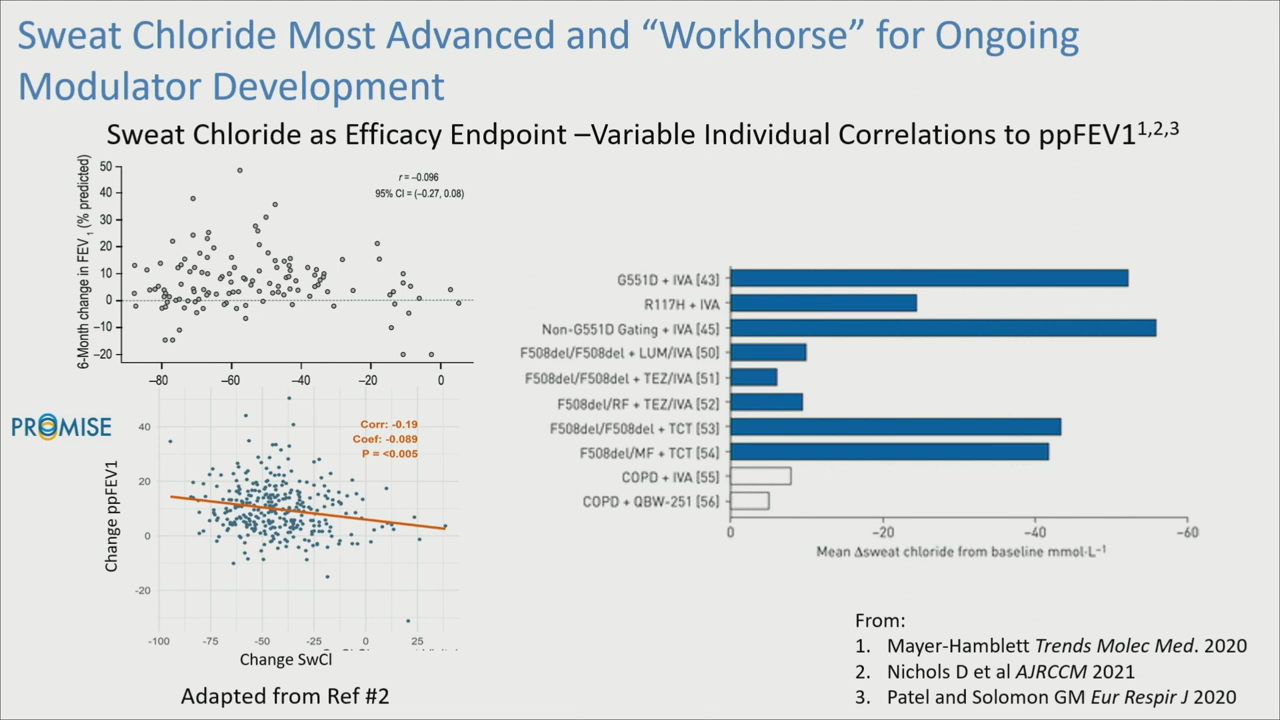 Sweat Chloride Most Advanced and “Workhorse” for Ongoing
Modulator Development
Sweat Chloride as Efficacy Endpoint –Variable Individual Correlations to ppFEV11,2,3
6-Month change in FEV 1 (% predicted)
50
40
30
20
10
0
−10
−20
r = −0.096
95% CI = (−0.27, 0.08)
−80
−60
−40
−20
0
PROMISE
Change ppFEV1
40
20
0
-20
Corr: -0.19
Coef: -0.089
P = <0.005
-100
-75
-50
-25
0
25
Change SwCl
Adapted from Ref #2
G551D + IVA [43]
R117H + IVA
Non-G551D Gating + IVA [45]
F508del/F508del + LUM/IVA [50]
F508del/F508del + TEZ/IVA [51]
F508del/RF + TEZ/IVA [52]
F508del/F508del + TCT [53]
F508del/MF + TCT [54]
COPD + IVA [55]
COPD + QBW-251 [56]
0
−20
−40
−60
Mean Δsweat chloride from baseline mmol·L−1
From:
1. Mayer-Hamblett Trends Molec Med. 2020
2. Nichols D et al AJRCCM 2021
3. Patel and Solomon GM Eur Respir J 2020